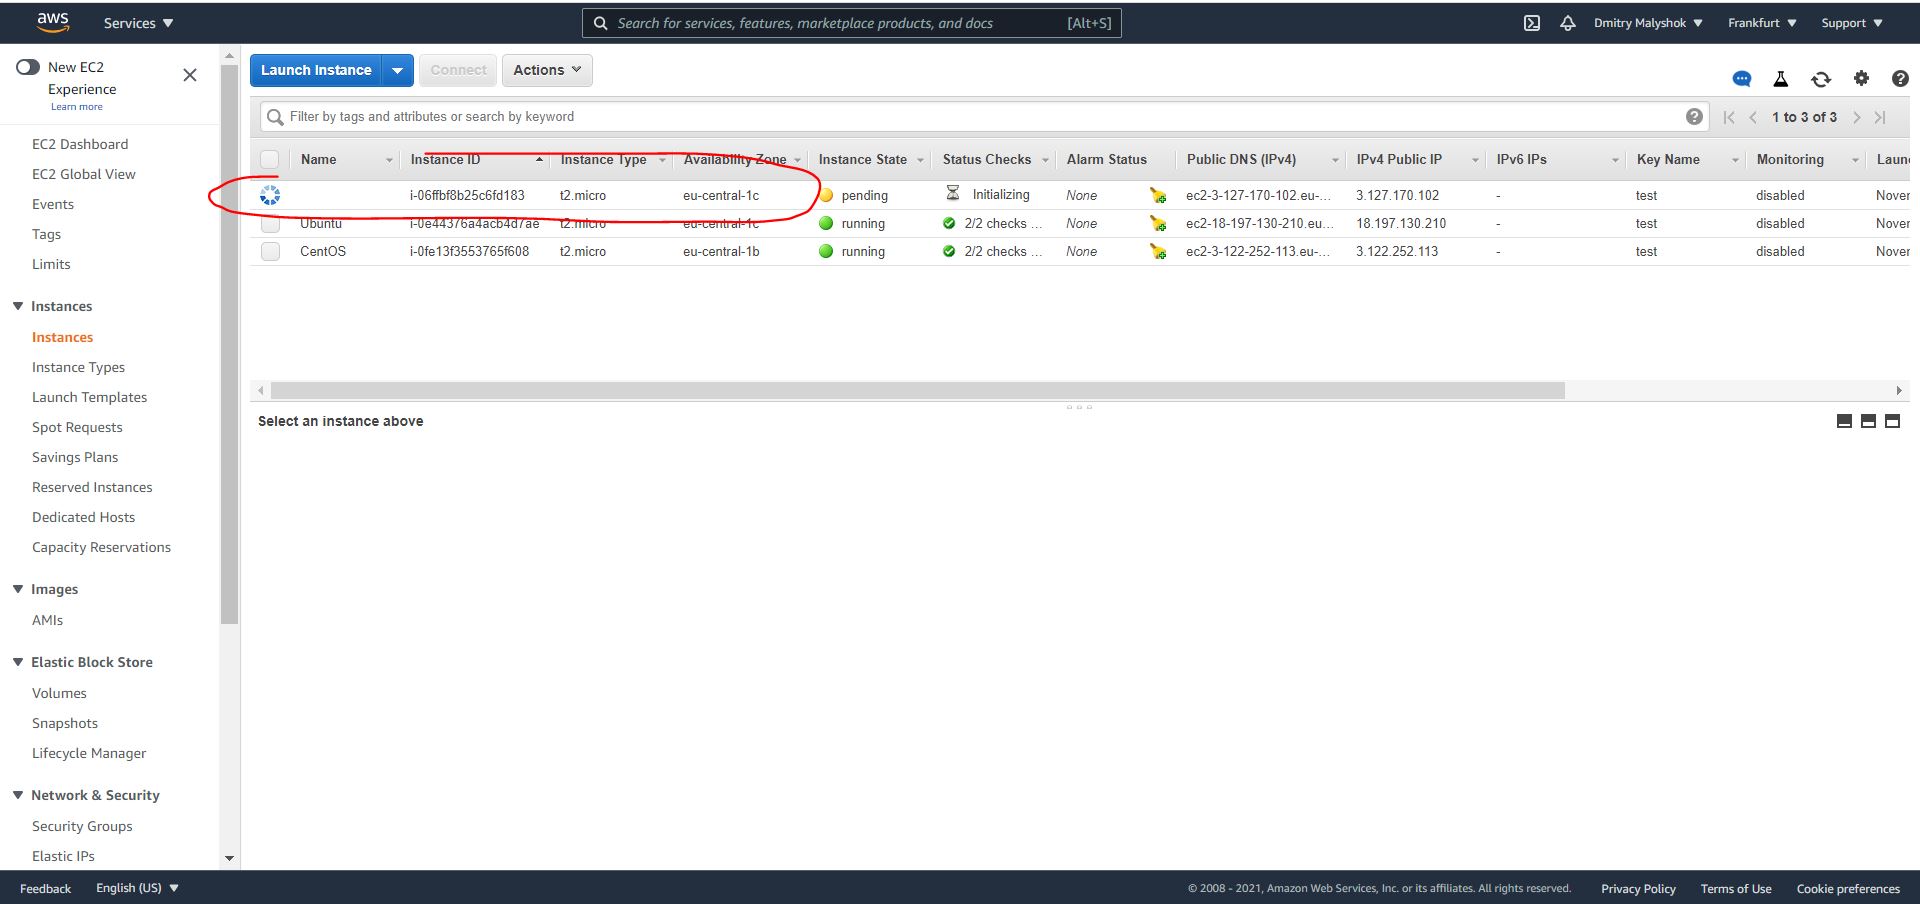 aws Services Search for services, features, marketplace products, and docs [Alt+S] Dmitry Malyshok Frankfurt Support
New EC2 Experience
Learn more
EC2 Dashboard
EC2 Global View
Events
Tags
Limits
Instances
Instances
Instance Types
Launch Templates
Spot Requests
Savings Plans
Reserved Instances
Dedicated Hosts
Capacity Reservations
Images
AMIs
Elastic Block Store
Volumes
Snapshots
Lifecycle Manager
Network & Security
Security Groups
Elastic IPs
Launch Instance Connect Actions
Filter by tags and attributes or search by keyword 1 to 3 of 3
Name Instance ID Instance Type Availability Zone Instance State Status Checks Alarm Status Public DNS (IPv4) IPv4 Public IP IPv6 IPs Key Name Monitoring Laun
i-06ffbf8b25c6fd183 t2.micro eu-central-1c pending Initializing None ec2-3-127-170-102.eu-... 3.127.170.102 - test disabled Nover
Ubuntu i-0e44376a4acb4d7ae t2.micro eu-central-1c running 2/2 checks ... None ec2-18-197-130-210.eu... 18.197.130.210 - test disabled Nover
CentOS i-0fe13f3553765f608 t2.micro eu-central-1b running 2/2 checks ... None ec2-3-122-252-113.eu-... 3.122.252.113 - test disabled Nover
Select an instance above
Feedback English (US) © 2008 - 2021, Amazon Web Services, Inc. or its affiliates. All rights reserved. Privacy Policy Terms of Use Cookie preferences